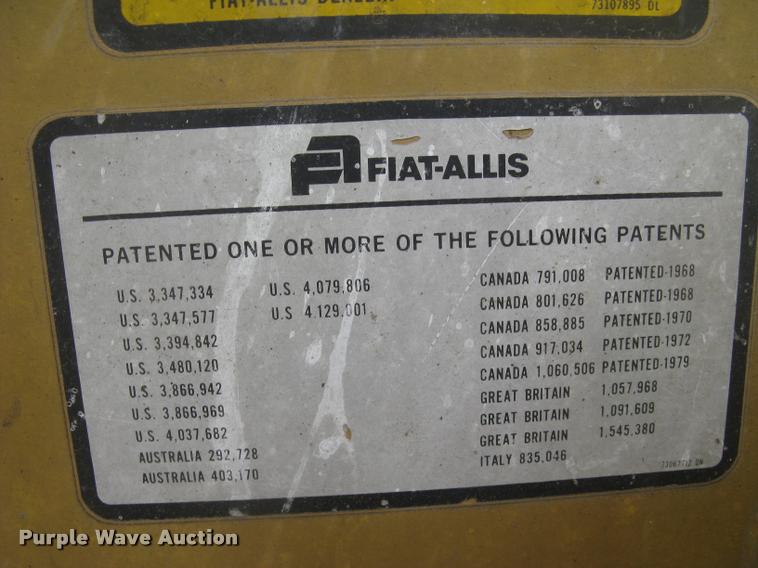 FIAT-ALLIS
73107895 DL
FIAT-ALLIS
PATENTED ONE OR MORE OF THE FOLLOWING PATENTS
U.S. 3,347,334
U.S. 3,347,577
U.S. 3,394,842
U.S. 3,480,120
U.S. 3,866,942
U.S. 3,866,969
U.S. 4,037,682
AUSTRALIA 292,728
AUSTRALIA 403,170
U.S. 4,079,806
U.S 4.129,001
CANADA 791,008 PATENTED-1968
CANADA 801,626 PATENTED-1968
CANADA 858,885 PATENTED-1970
CANADA 917,034 PATENTED-1972
CANADA 1,060,506 PATENTED-1979
GREAT BRITAIN 1,057,968
GREAT BRITAIN 1,091,609
GREAT BRITAIN 1,545,380
ITALY 835,046
Purple Wave Auction